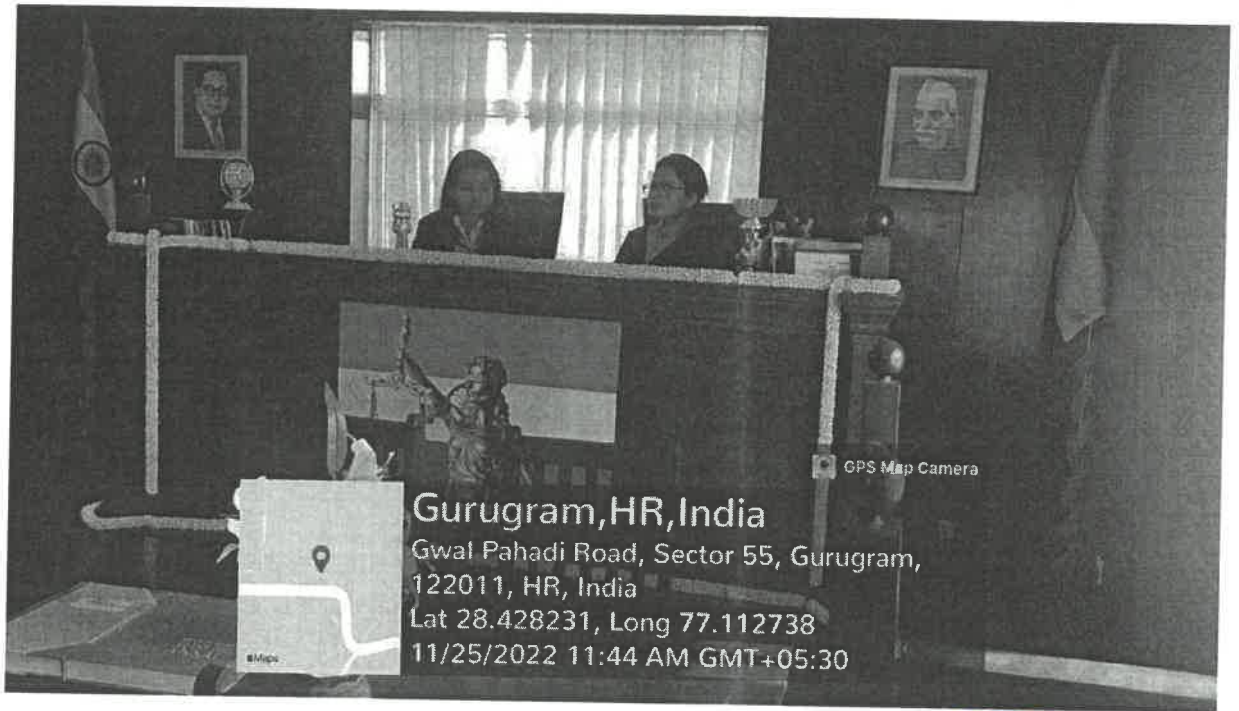 GPS Map Camera
Gurugram,HR,India
Gwal Pahadi Road, Sector 55, Gurugram,
122011, HR, India
Lat 28.428231, Long 77.112738
11/25/2022 11:44 AM GMT+05:30
Maps